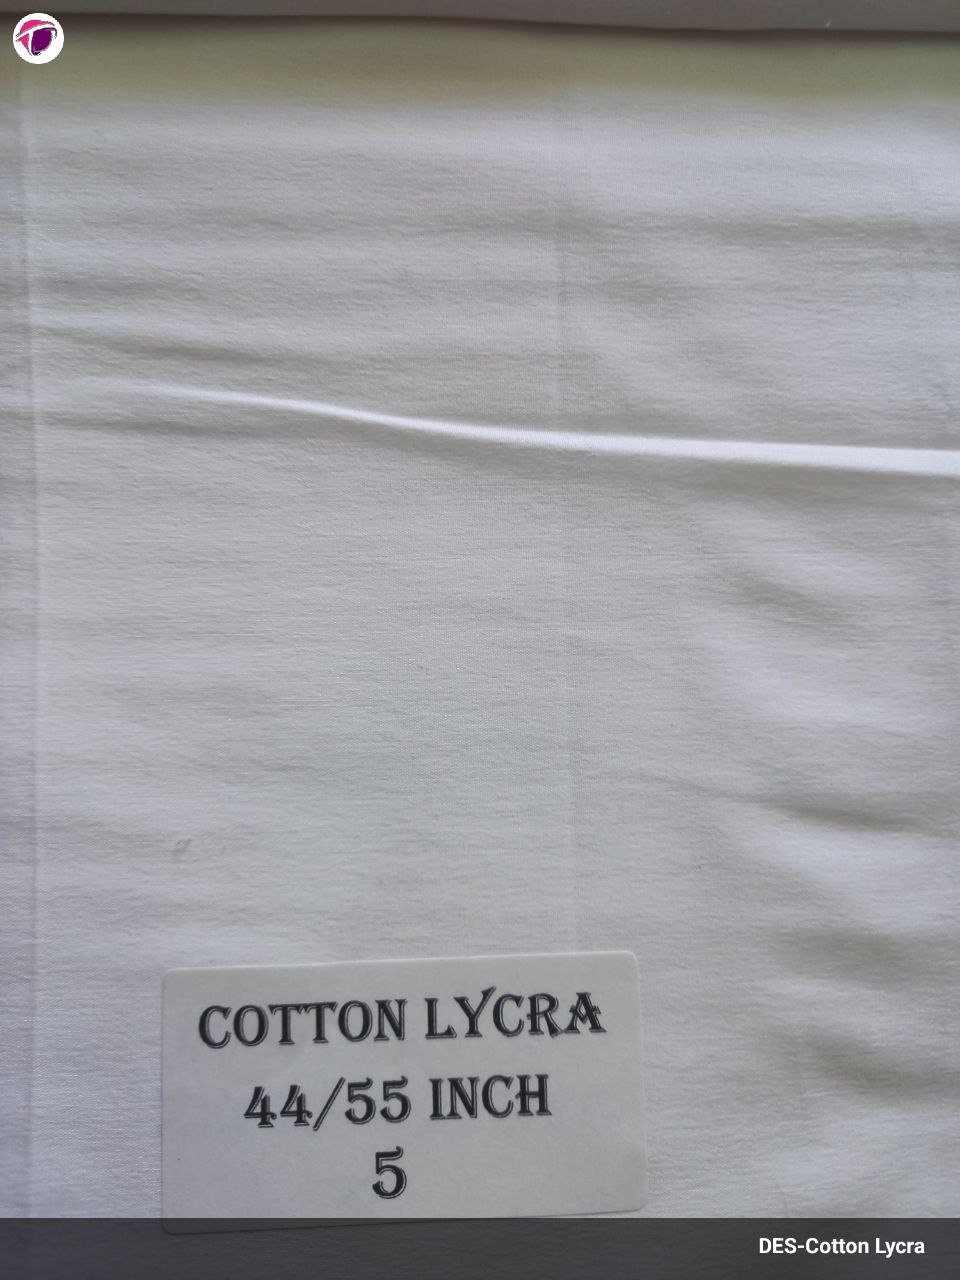 COTTON LYCRA
44/55 INCH
5
DES-Cotton Lycra